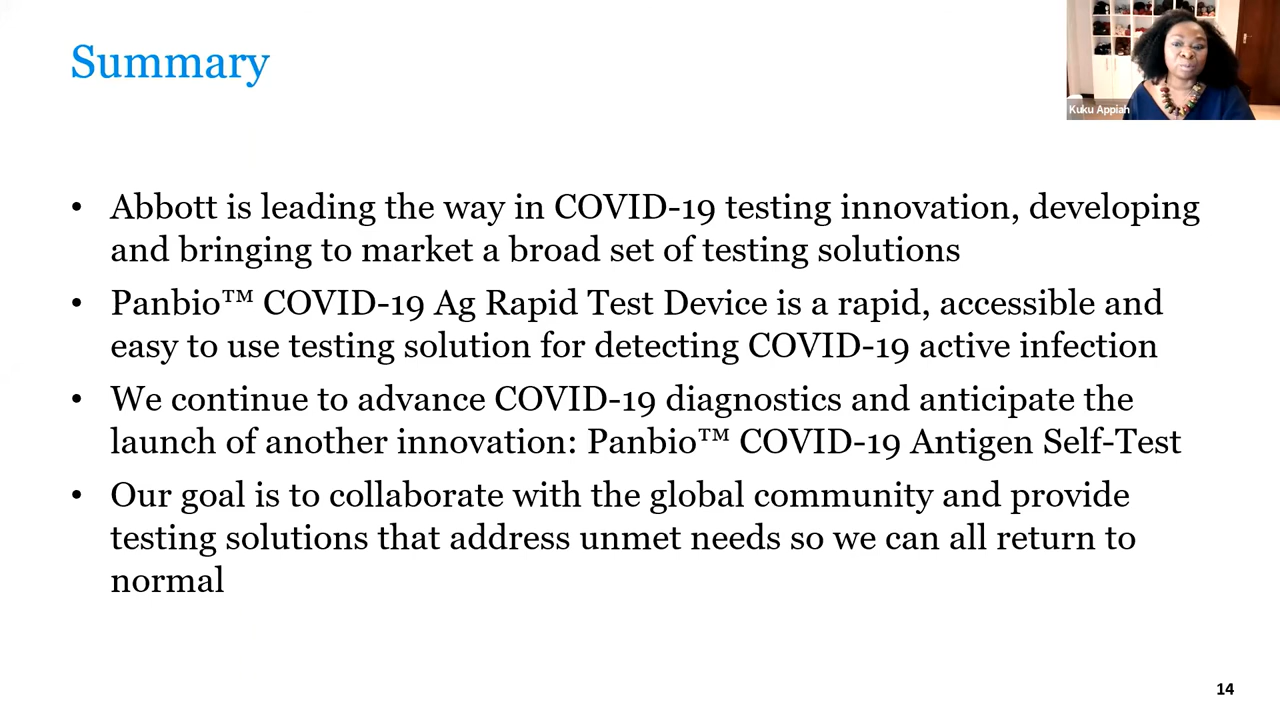 Summary
Kuku Appiah
• Abbott is leading the way in COVID-19 testing innovation, developing
and bringing to market a broad set of testing solutions
• Panbio™ COVID-19 Ag Rapid Test Device is a rapid, accessible and
easy to use testing solution for detecting COVID-19 active infection
• We continue to advance COVID-19 diagnostics and anticipate the
launch of another innovation: Panbio™ COVID-19 Antigen Self-Test
• Our goal is to collaborate with the global community and provide
testing solutions that address unmet needs so we can all return to
normal
14